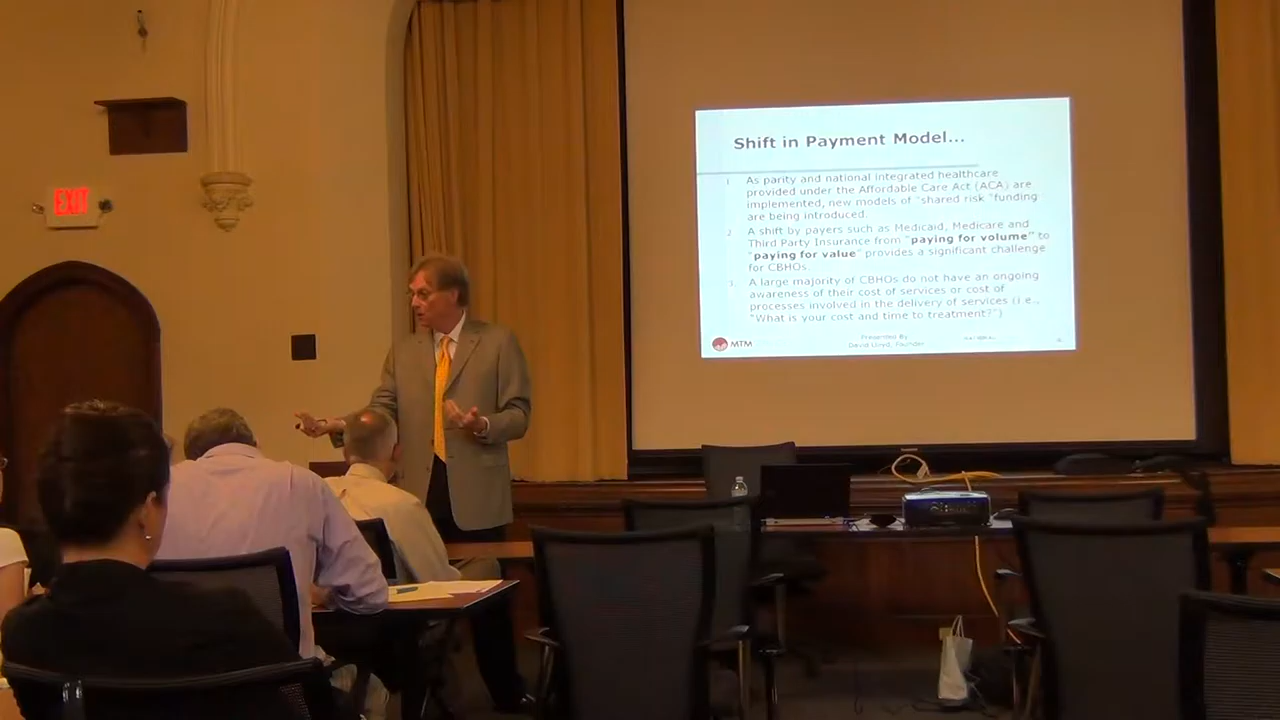 EXIT
Shift in Payment Model...
1. As parity and national integrated healthcare
provided under the Affordable Care Act (ACA) are
implemented, new models of "shared risk "funding
are being introduced.
2. A shift by payers such as Medicaid, Medicare and
Third Party Insurance from "paying for volume" to
"paying for value" provides a significant challenge
for CBHOs.
3. A large majority of CBHOs do not have an ongoing
awareness of their cost of services or cost of
processes involved in the delivery of services (i.e.,
"What is your cost and time to treatment?")
MTM
Presented By:
David Lloyd, Founder